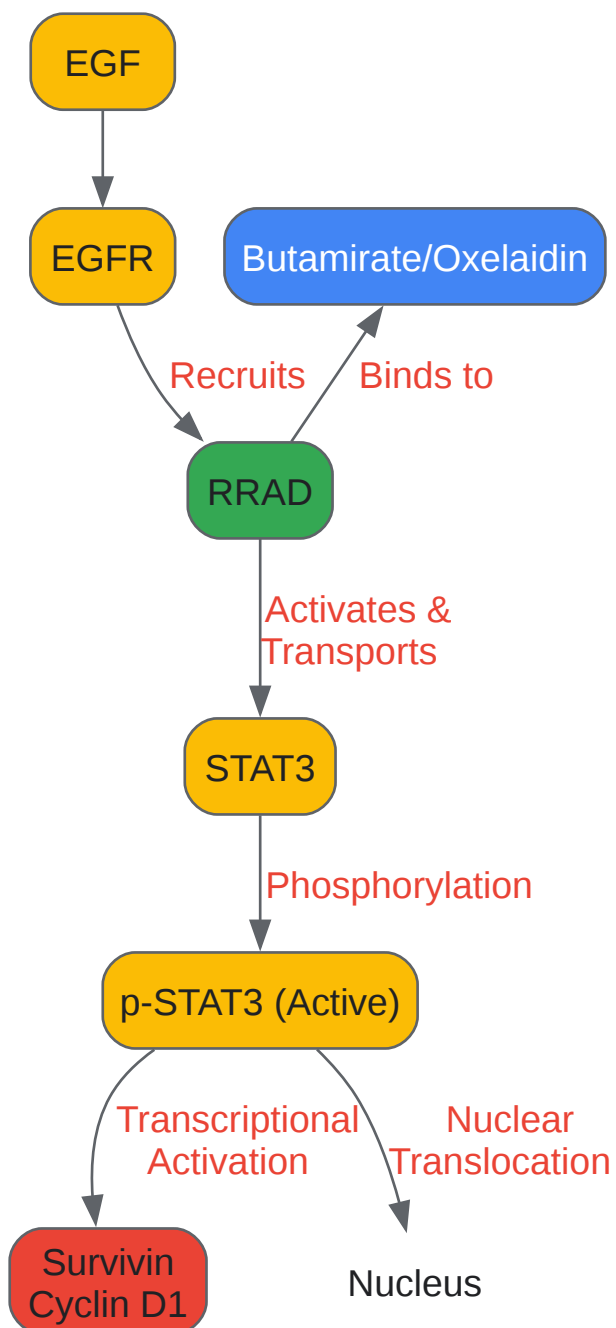 EGF
EGFR
Butamirate/Oxelaidin
Recruits
Binds to
RRAD
Activates &
Transports
STAT3
Phosphorylation
p-STAT3 (Active)
Transcriptional
Activation
Nuclear
Translocation
Survivin
Cyclin D1
Nucleus